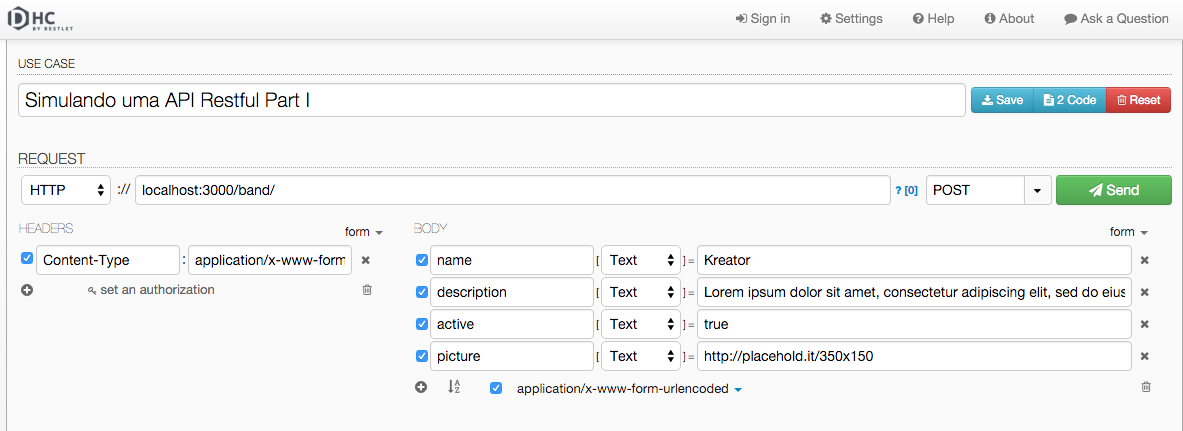 DHC
BY RESTLET
Sign in Settings Help About Ask a Question
USE CASE
Simulando uma API Restful Part I
Save 2 Code Reset
REQUEST
HTTP :// localhost:3000/band/ ? [0] POST Send
HEADERS form
Content-Type : application/x-www-form
set an authorization
BODY form
name [ Text ] = Kreator
description [ Text ] = Lorem ipsum dolor sit amet, consectetur adipiscing elit, sed do eius
active [ Text ] = true
picture [ Text ] = http://placehold.it/350x150
AZ application/x-www-form-urlencoded